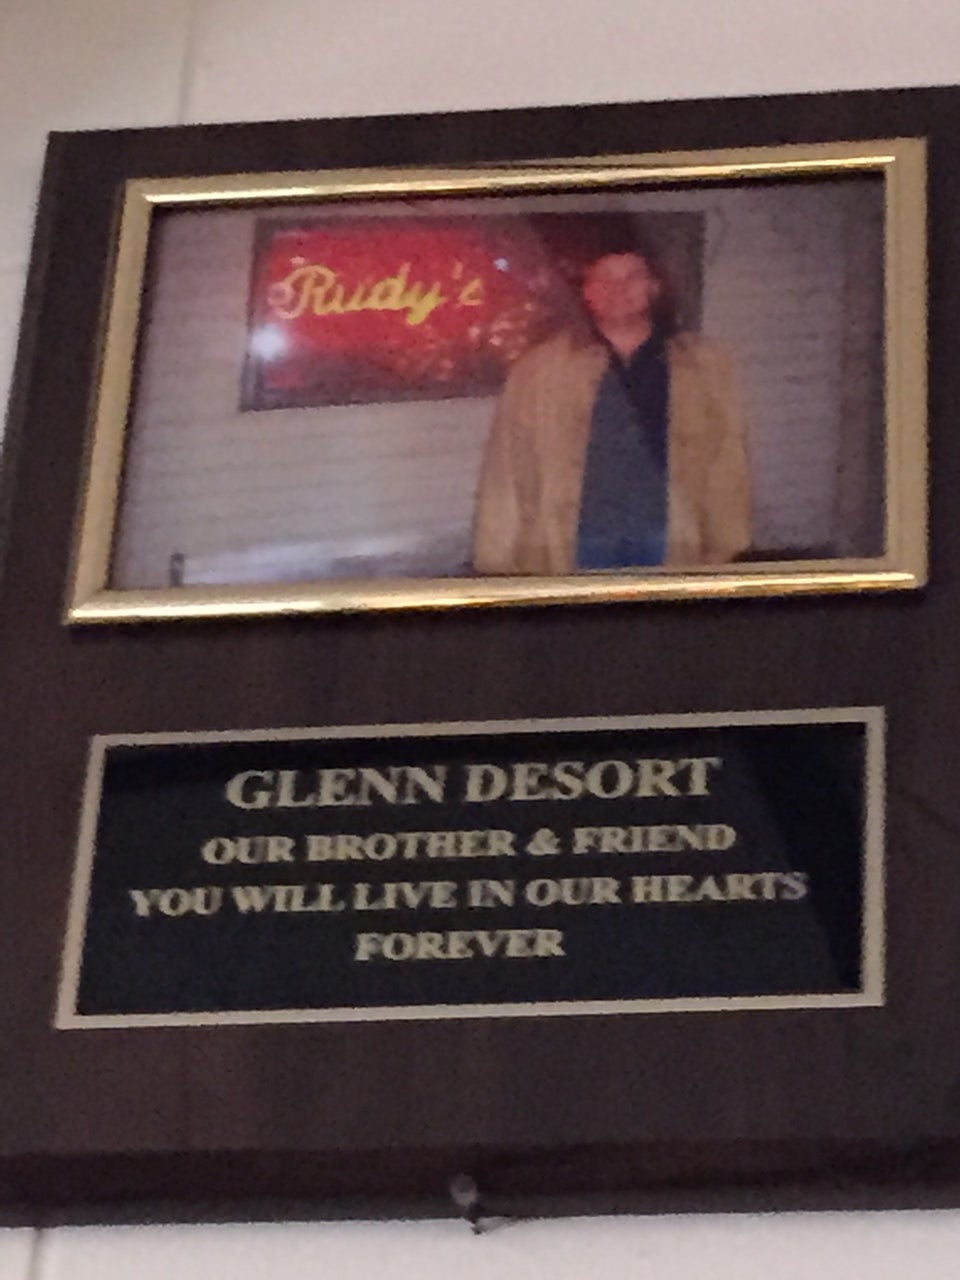 Rudy's
GLENN DESORT
OUR BROTHER & FRIEND
YOU WILL LIVE IN OUR HEARTS
FOREVER